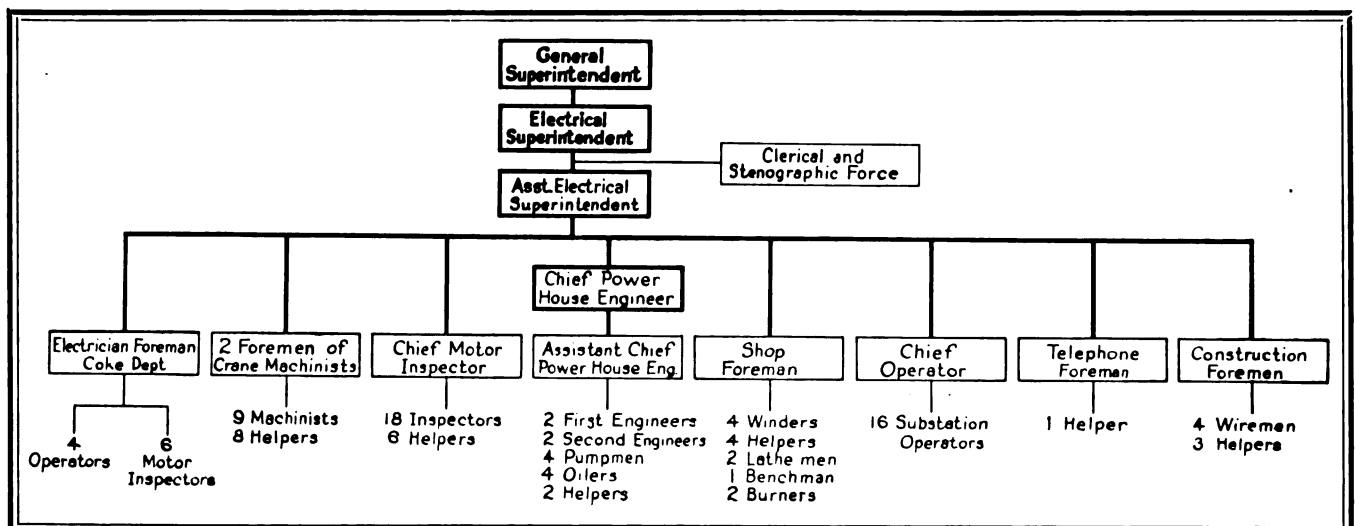 General
Superintendent
Electrical
Superintendent
Clerical and
Stenographic Force
Asst. Electrical
Superintendent
Chief Power
House Engineer
Electrician Foreman
Coke Dept
2 Foremen of
Crane Machinists
Chief Motor
Inspector
Assistant Chief
Power House Eng.
Shop
Foreman
Chief
Operator
Telephone
Foreman
Construction
Foremen
4
Operators
6
Motor
Inspectors
9 Machinists
8 Helpers
18 Inspectors
6 Helpers
2 First Engineers
2 Second Engineers
4 Pumpmen
4 Oilers
2 Helpers
4 Winders
4 Helpers
2 Lathe men
1 Benchman
2 Burners
16 Substation
Operators
1 Helper
4 Wiremen
3 Helpers